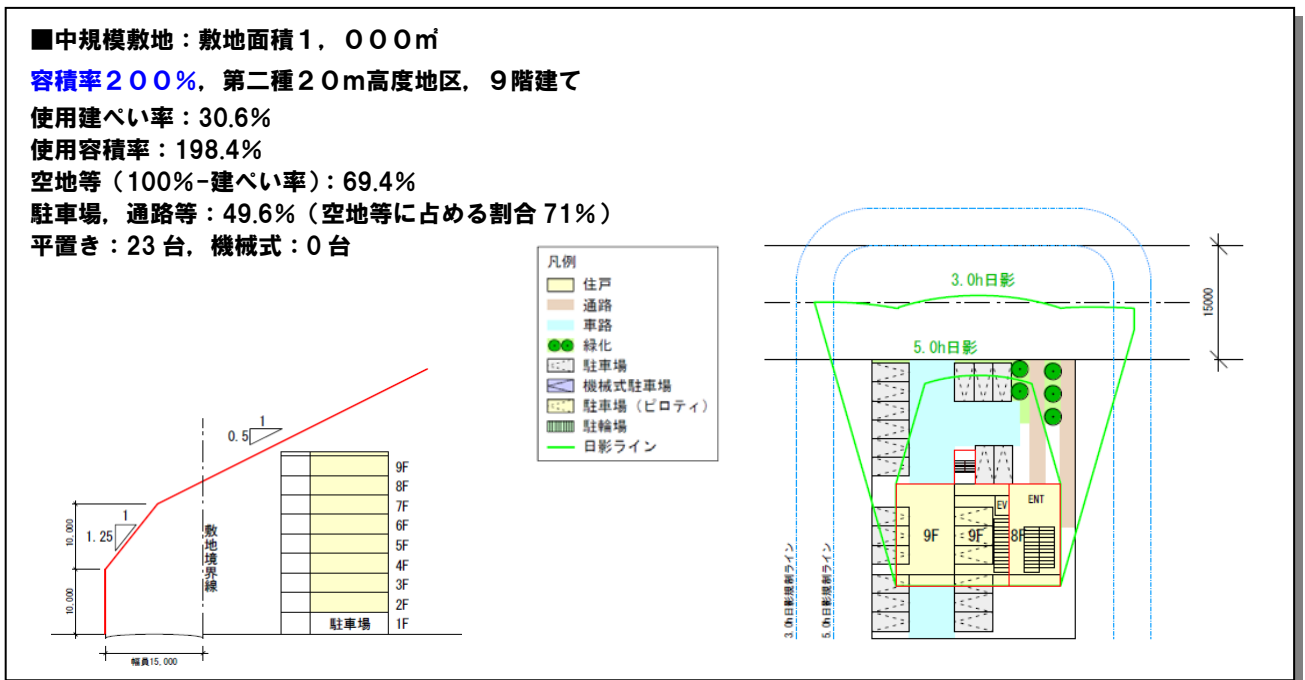 ■中規模敷地：敷地面積１，０００㎡
容積率２００％，第二種２０ｍ高度地区，９階建て
使用建ぺい率：30.6％
使用容積率：198.4％
空地等（100％-建ぺい率）：69.4％
駐車場，通路等：49.6％（空地等に占める割合 71％）
平置き：23 台，機械式：0 台
凡例
住戸
通路
車路
緑化
駐車場
機械式駐車場
駐車場（ピロティ）
駐輪場
日影ライン
3.0h日影
15000
5.0h日影
EV
ENT
9F
9F
8F
3.0h日影規制ライン
5.0h日影規制ライン
1
0.5
1
1.25
10,000
10,000
敷地境界線
9F
8F
7F
6F
5F
4F
3F
2F
駐車場
1F
幅員15,000